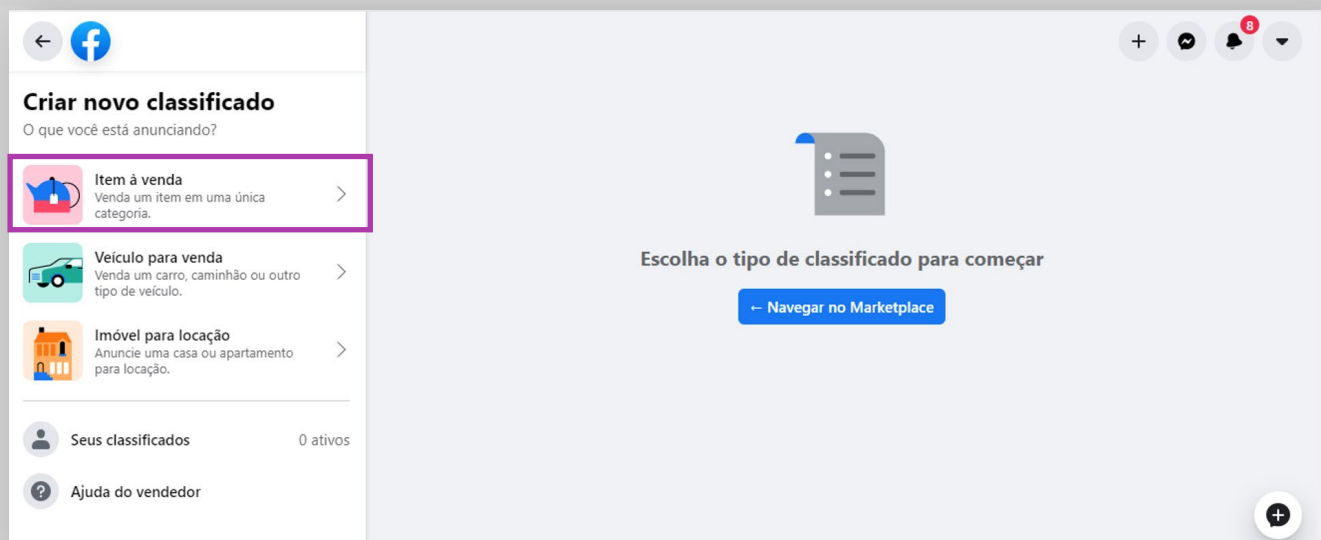 8
Criar novo classificado
O que você está anunciando?
Item à venda
Venda um item em uma única
categoria.
Veículo para venda
Venda um carro, caminhão ou outro
tipo de veículo.
Imóvel para locação
Anuncie uma casa ou apartamento
para locação.
Seus classificados 0 ativos
Ajuda do vendedor
Escolha o tipo de classificado para começar
← Navegar no Marketplace